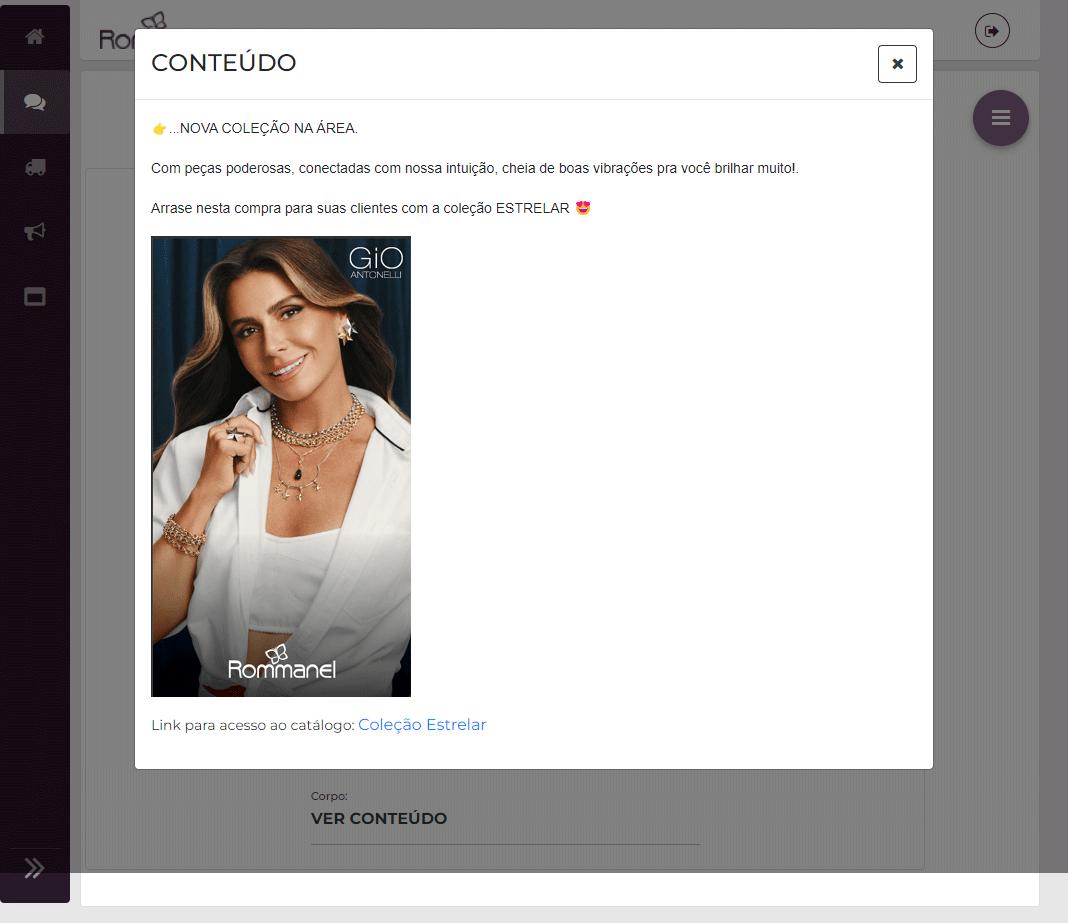 Ro
CONTEÚDO
👉...NOVA COLEÇÃO NA ÁREA.
Com peças poderosas, conectadas com nossa intuição, cheia de boas vibrações pra você brilhar muito!.
Arrase nesta compra para suas clientes com a coleção ESTRELAR 🤩
GiO
ANTONELLI
Rommanel
Link para acesso ao catálogo: Coleção Estrelar
Corpo:
VER CONTEÚDO